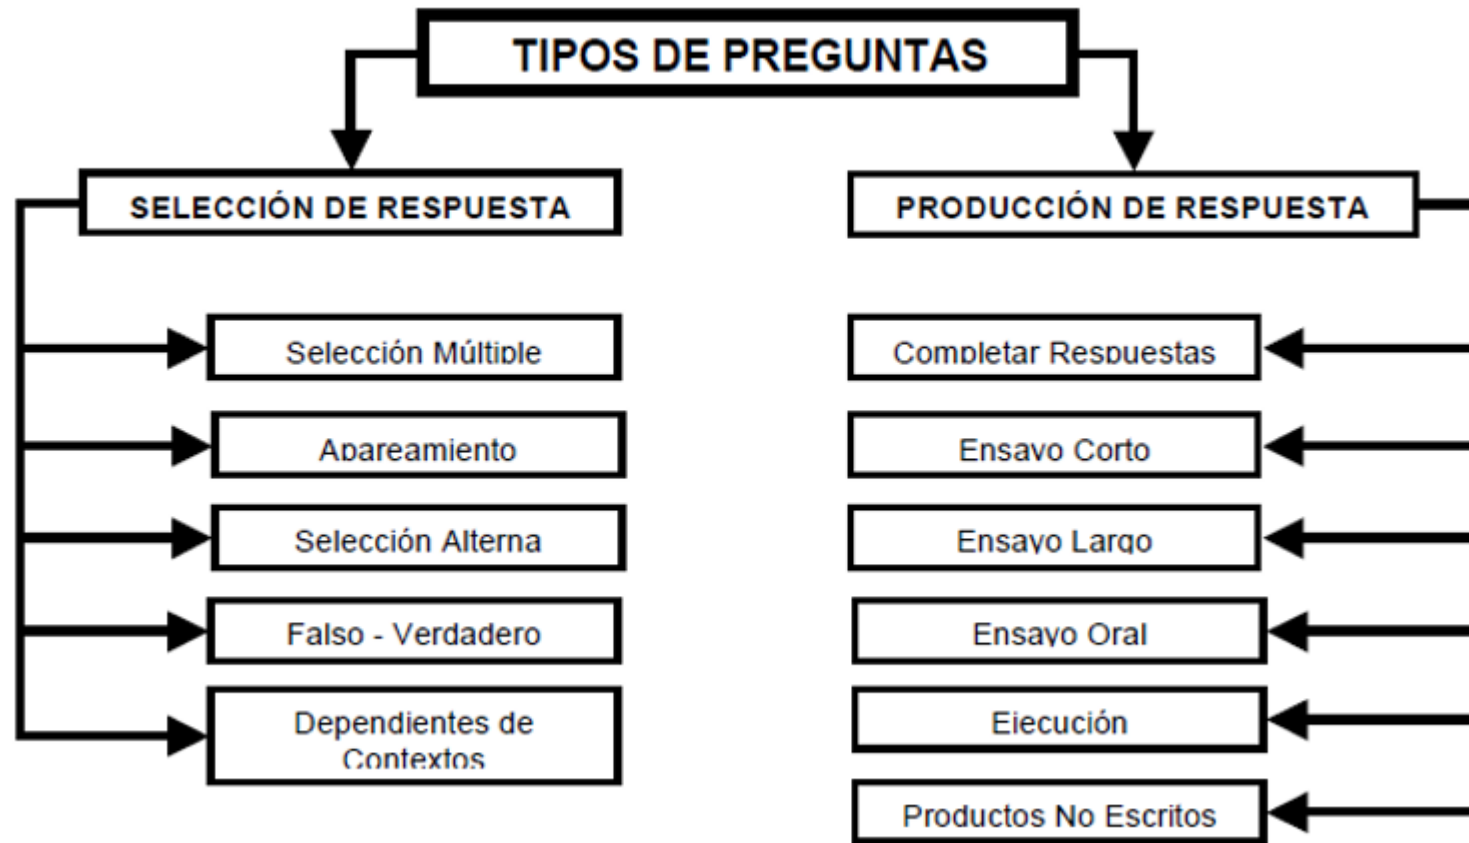 TIPOS DE PREGUNTAS
SELECCIÓN DE RESPUESTA
Selección Múltiple
Apareamiento
Selección Alterna
Falso - Verdadero
Dependientes de
Contextos
PRODUCCIÓN DE RESPUESTA
Completar Respuestas
Ensayo Corto
Ensayo Largo
Ensayo Oral
Ejecución
Productos No Escritos